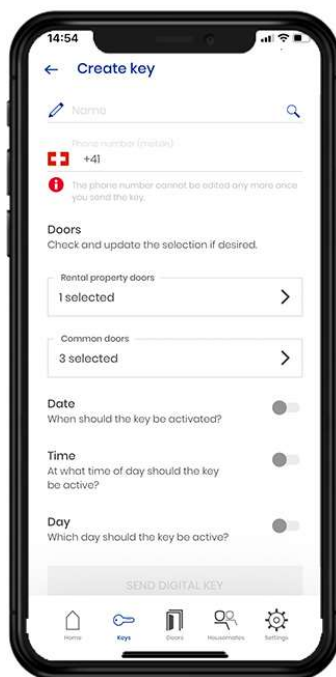 14:54
Create key
Name
Phone number (mobile)
+41
The phone number cannot be edited any more once
you send the key.
Doors
Check and update the selection if desired.
Rental property doors
1 selected
Common doors
3 selected
Date
When should the key be activated?
Time
At what time of day should the key
be active?
Day
Which day should the key be active?
SEND DIGITAL KEY
Home Keys Doors Housemates Settings